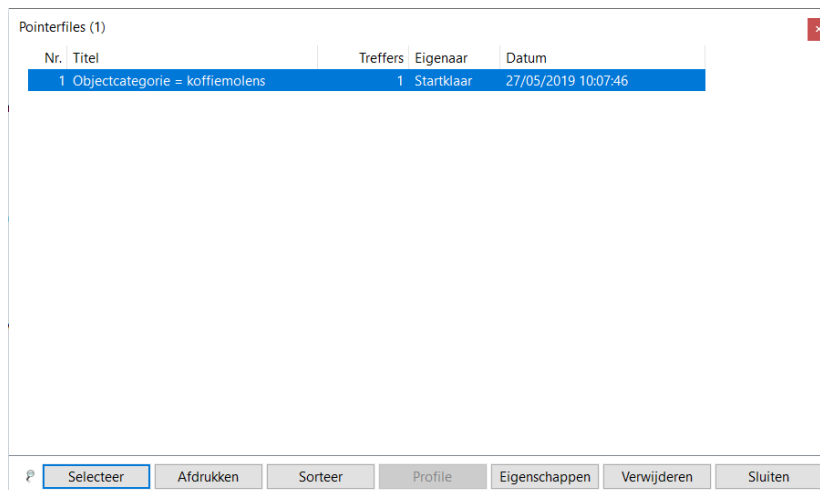 Pointerfiles (1)
Nr. Titel Treffers Eigenaar Datum
1 Objectcategorie = koffiemolens 1 Startklaar 27/05/2019 10:07:46
Selecteer Afdrukken Sorteer Profile Eigenschappen Verwijderen Sluiten